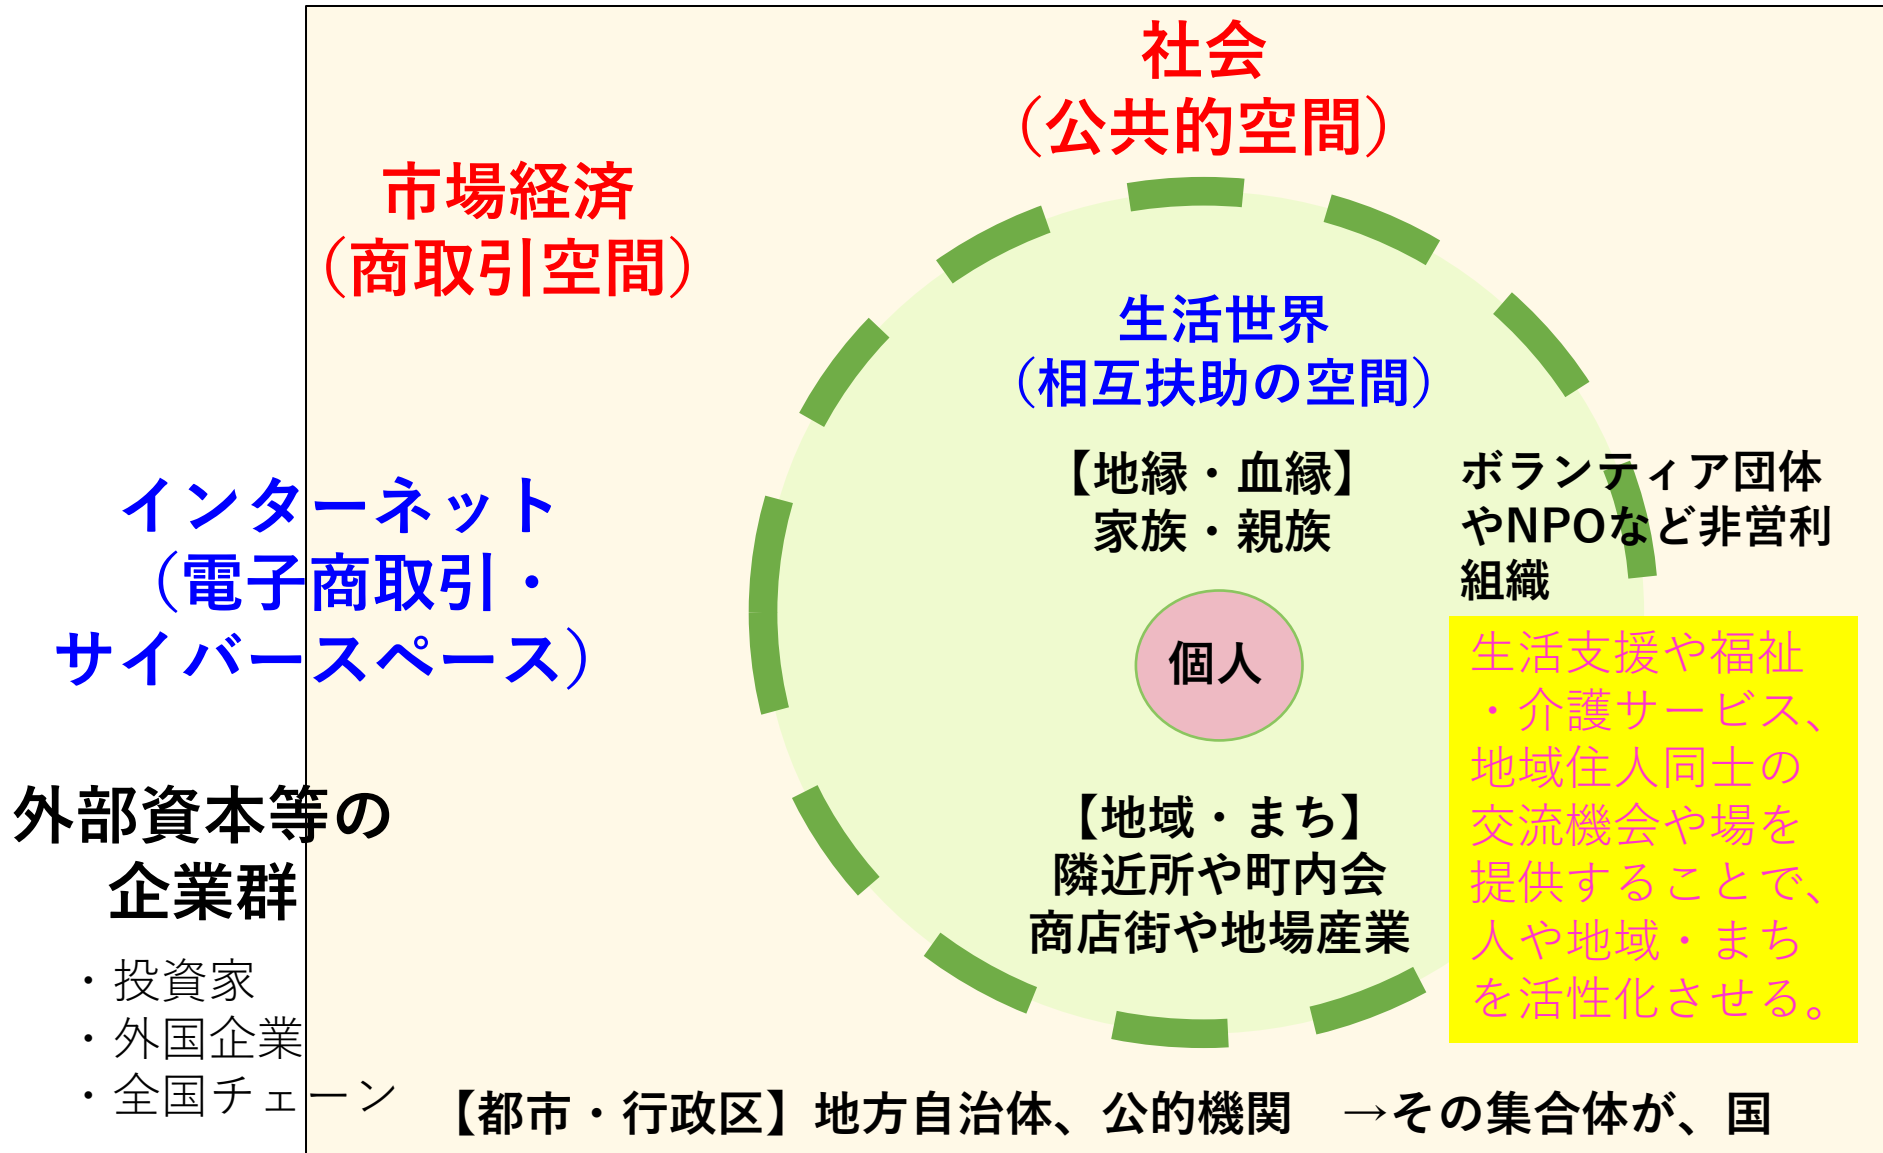 社会
（公共的空間）
市場経済
（商取引空間）
生活世界
（相互扶助の空間）
【地縁・血縁】
家族・親族
ボランティア団体
やNPOなど非営利
組織
インターネット
（電子商取引・
サイバースペース）
個人
生活支援や福祉
・介護サービス、
地域住人同士の
交流機会や場を
提供することで、
人や地域・まち
を活性化させる。
外部資本等の
企業群
・投資家
・外国企業
・全国チェーン
【地域・まち】
隣近所や町内会
商店街や地場産業
【都市・行政区】地方自治体、公的機関　→その集合体が、国